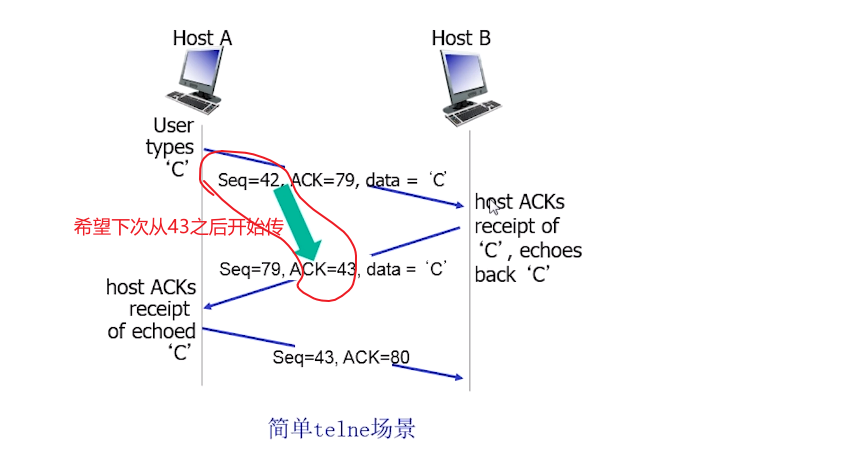 Host A
Host B
User
types
‘C’
Seq=42, ACK=79, data = ‘C’
host ACKs
receipt of
‘C’, echoes
back ‘C’
希望下次从43之后开始传
Seq=79, ACK=43, data = ‘C’
host ACKs
receipt
of echoed
‘C’
Seq=43, ACK=80
简单telne场景